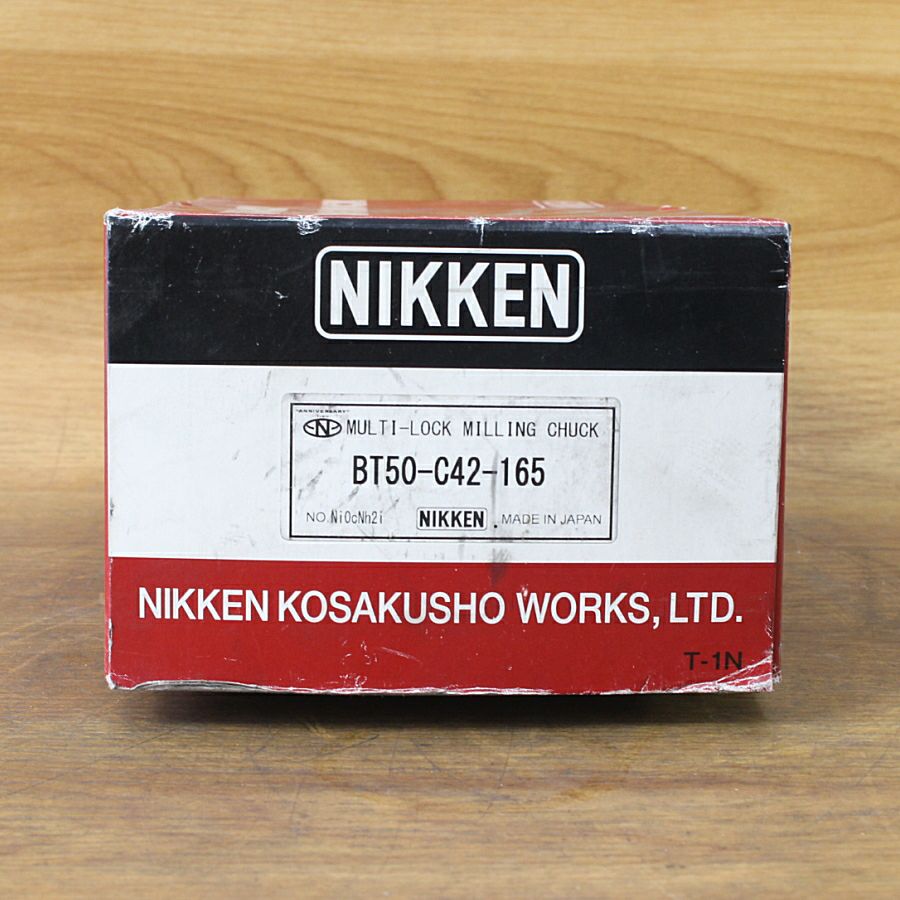 NIKKEN
"ANNIVERSARY"
N MULTI-LOCK MILLING CHUCK
BT50-C42-165
NO. Ni0cNh2i NIKKEN . MADE IN JAPAN
NIKKEN KOSAKUSHO WORKS, LTD.
T-1N